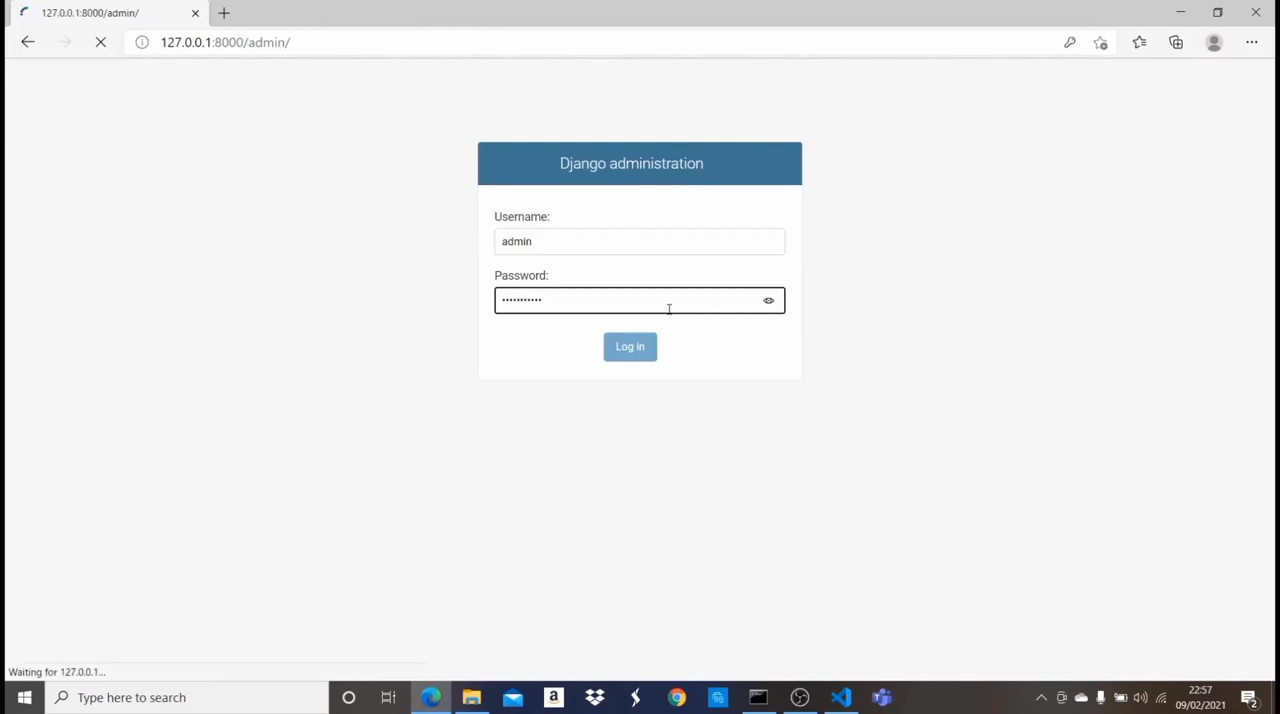 127.0.0.1:8000/admin/
127.0.0.1:8000/admin/
Django administration
Username:
admin
Password:
•••••••••••
Log in
Waiting for 127.0.0.1...
Type here to search
22:57
09/02/2021
2